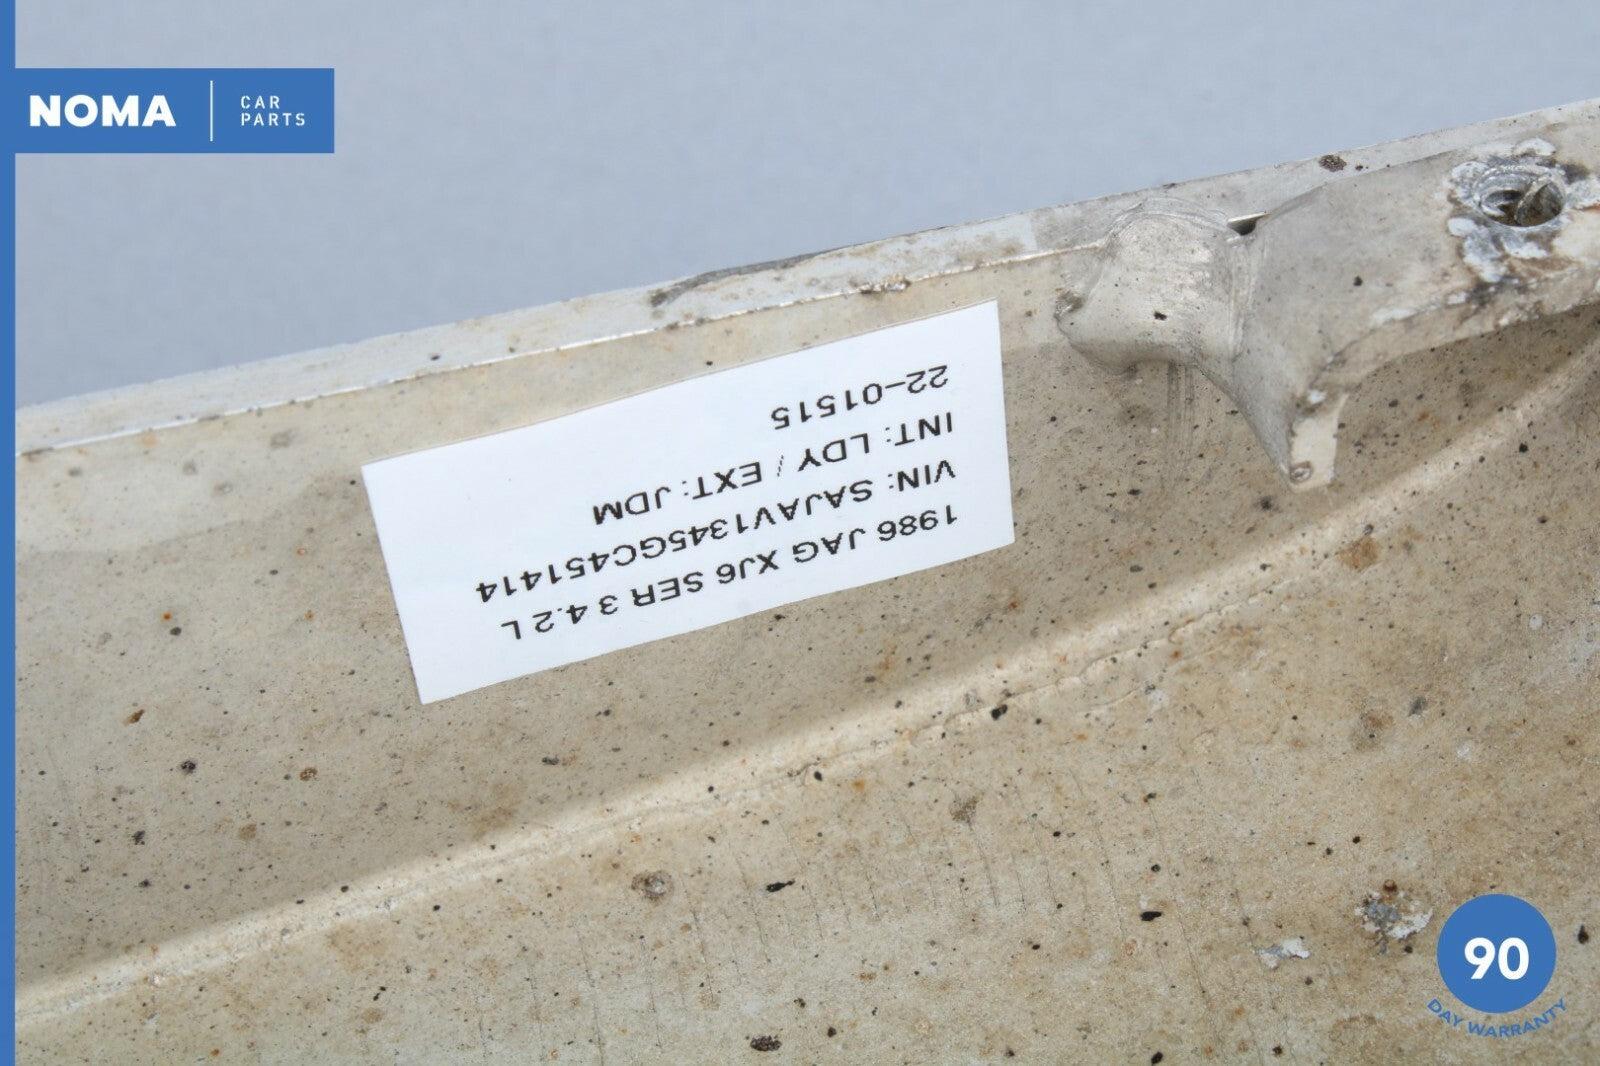 NOMA
CAR
PARTS
1986 JAG XJ6 SER 3 4.2 L
VIN: SAJAV1345GC451414
INT: LDY / EXT: JDM
22-01515
90
DAY WARRANTY